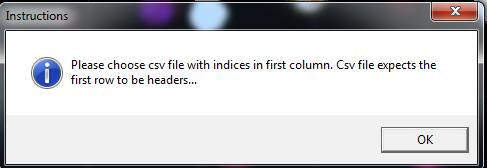 Instructions
Please choose csv file with indices in first column. Csv file expects the
first row to be headers...
OK